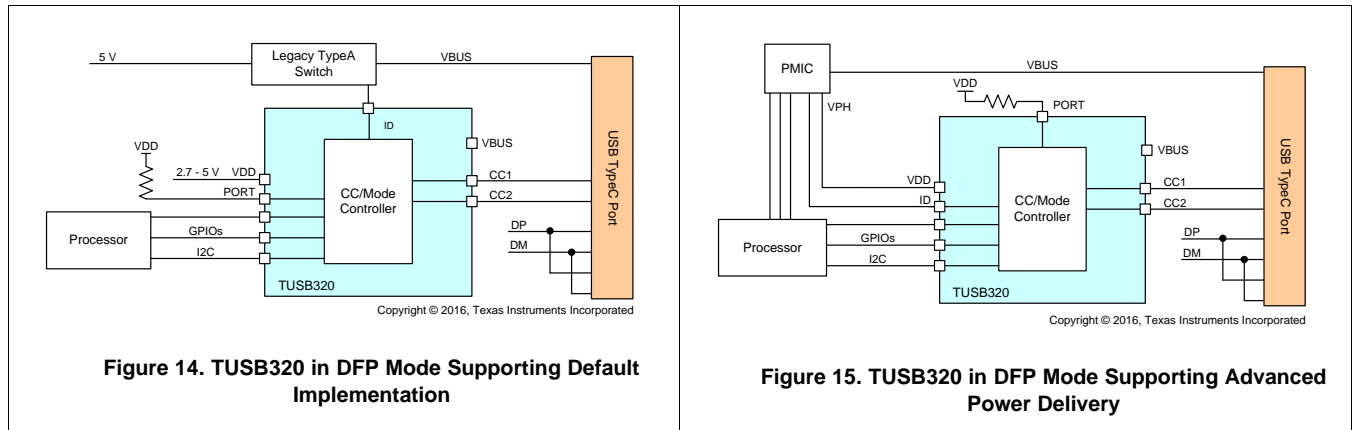 5 V
Legacy TypeA
Switch
VBUS
ID
VBUS
VDD
2.7 - 5 V VDD
PORT
CC/Mode
Controller
CC1
CC2
Processor
GPIOs
I2C
DP
DM
TUSB320
USB TypeC Port
Copyright © 2016, Texas Instruments Incorporated
Figure 14. TUSB320 in DFP Mode Supporting Default
Implementation
PMIC
VBUS
VDD
VPH
PORT
VBUS
VDD
ID
CC/Mode
Controller
CC1
CC2
Processor
GPIOs
I2C
DP
DM
TUSB320
USB TypeC Port
Copyright © 2016, Texas Instruments Incorporated
Figure 15. TUSB320 in DFP Mode Supporting Advanced
Power Delivery